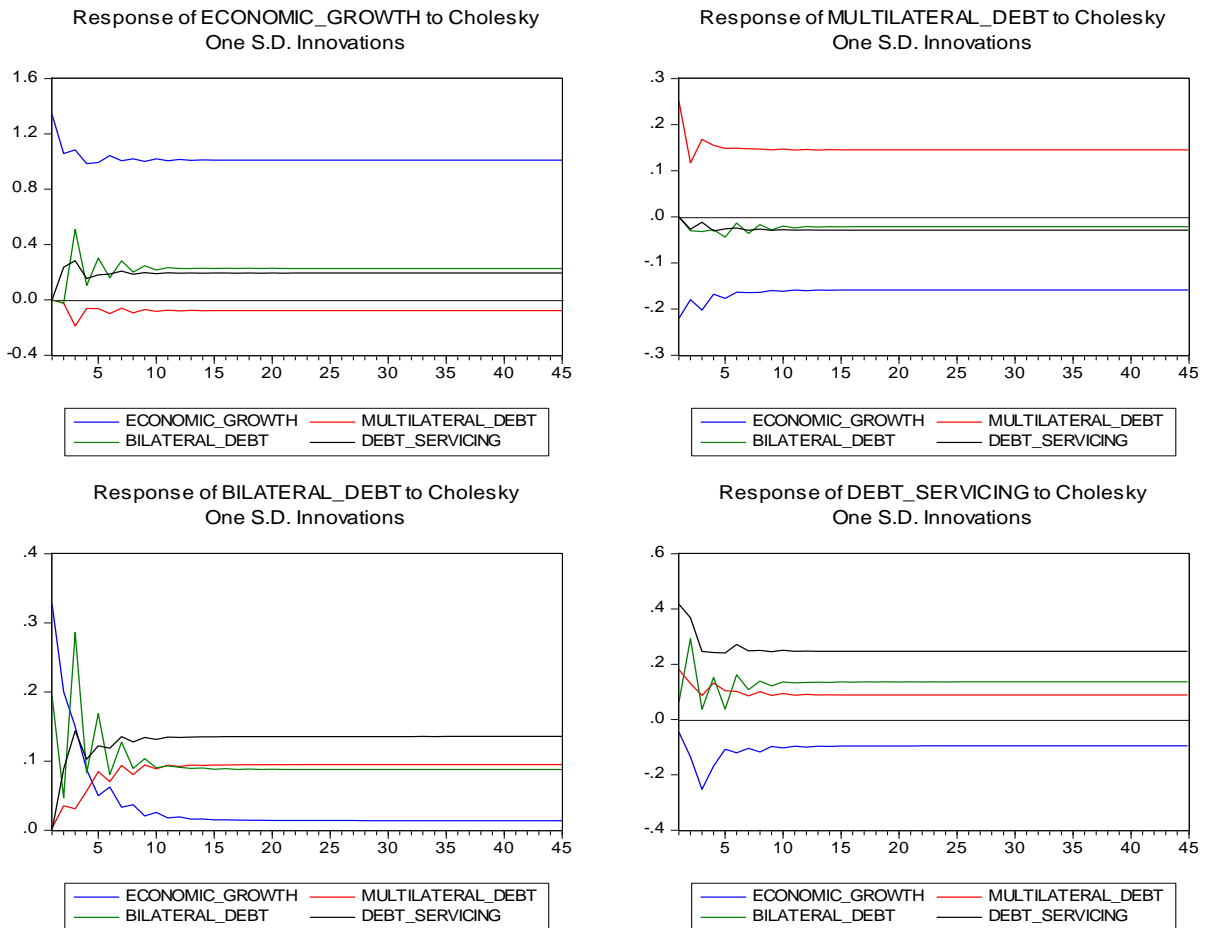 Response of ECONOMIC_GROWTH to Cholesky
One S.D. Innovations
1.6
1.2
0.8
0.4
0.0
-0.4
5 10 15 20 25 30 35 40 45
ECONOMIC_GROWTH MULTILATERAL_DEBT
BILATERAL_DEBT DEBT_SERVICING
Response of MULTILATERAL_DEBT to Cholesky
One S.D. Innovations
.3
.2
.1
.0
-.1
-.2
-.3
5 10 15 20 25 30 35 40 45
ECONOMIC_GROWTH MULTILATERAL_DEBT
BILATERAL_DEBT DEBT_SERVICING
Response of BILATERAL_DEBT to Cholesky
One S.D. Innovations
.4
.3
.2
.1
.0
5 10 15 20 25 30 35 40 45
ECONOMIC_GROWTH MULTILATERAL_DEBT
BILATERAL_DEBT DEBT_SERVICING
Response of DEBT_SERVICING to Cholesky
One S.D. Innovations
.6
.4
.2
.0
-.2
-.4
5 10 15 20 25 30 35 40 45
ECONOMIC_GROWTH MULTILATERAL_DEBT
BILATERAL_DEBT DEBT_SERVICING